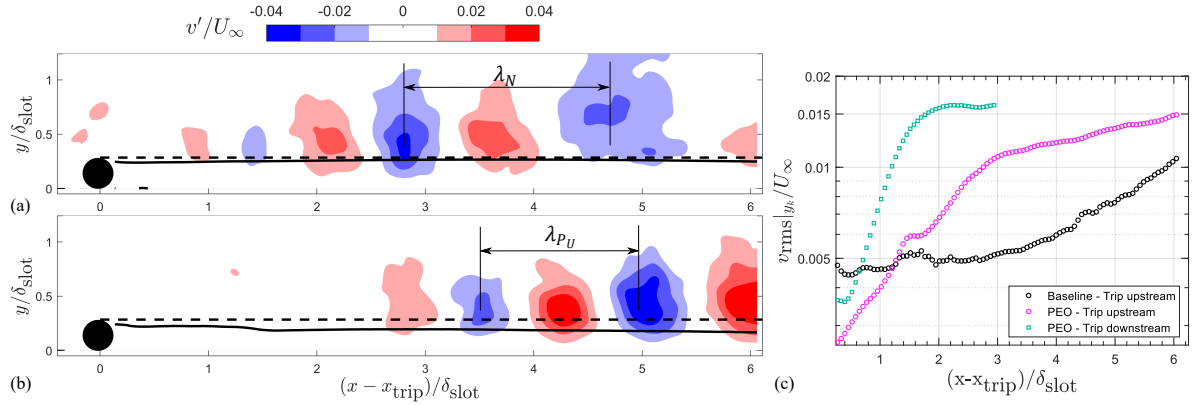 v′/U∞
-0.04 -0.02 0 0.02 0.04
y/δslot
1
0.5
0
λN
(a)
0 1 2 3 4 5 6
y/δslot
1
0.5
0
λPU
(b)
0 1 2 3 4 5 6
(x − xtrip)/δslot
vrms|yk/U∞
0.02
0.015
0.01
0.005
Baseline - Trip upstream
PEO - Trip upstream
PEO - Trip downstream
1 2 3 4 5 6
(c)
(x-xtrip)/δslot